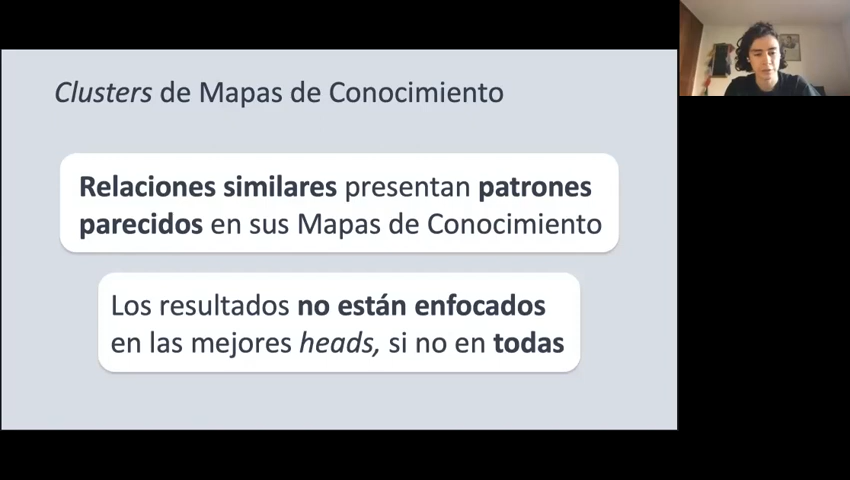 Clusters de Mapas de Conocimiento
Relaciones similares presentan patrones
parecidos en sus Mapas de Conocimiento
Los resultados no están enfocados
en las mejores heads, si no en todas